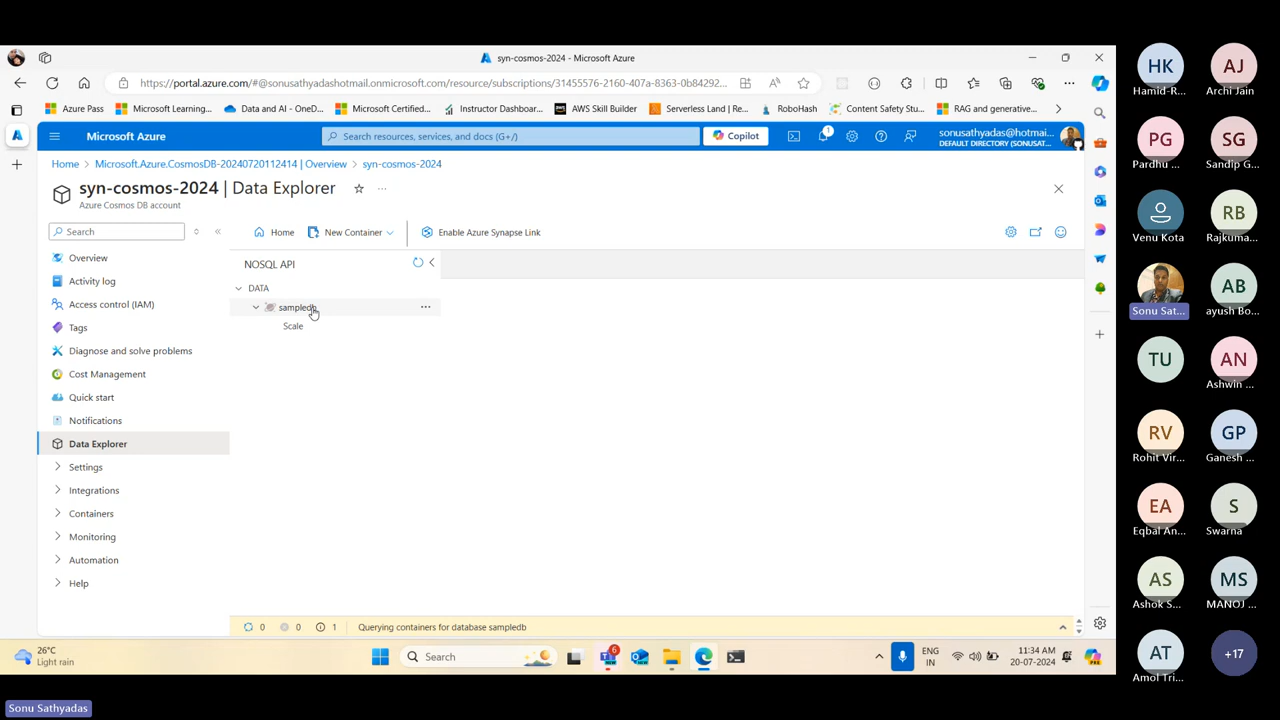 syn-cosmos-2024 - Microsoft Azure
https://portal.azure.com/#@sonusathyadashotmail.onmicrosoft.com/resource/subscriptions/31455576-2160-407a-8363-0b84292...
Azure Pass
Microsoft Learning...
Data and AI - OneD...
Microsoft Certified...
Instructor Dashboar...
AWS Skill Builder
Serverless Land | Re...
RoboHash
Content Safety Stu...
RAG and generative...
Microsoft Azure
Search resources, services, and docs (G+/)
Copilot
1
sonusathyadas@hotmai...
DEFAULT DIRECTORY (SONUSAT...
Home > Microsoft.Azure.CosmosDB-20240720112414 | Overview > syn-cosmos-2024
syn-cosmos-2024 | Data Explorer
Azure Cosmos DB account
Search
Overview
Activity log
Access control (IAM)
Tags
Diagnose and solve problems
Cost Management
Quick start
Notifications
Data Explorer
Settings
Integrations
Containers
Monitoring
Automation
Help
Home
New Container
Enable Azure Synapse Link
NOSQL API
DATA
sampledb
Scale
0 0 1 Querying containers for database sampledb
26°C
Light rain
Search
6
ENG
IN
11:34 AM
20-07-2024
HK
Hamid-R...
AJ
Archi Jain
PG
Pardhu ...
SG
Sandip G...
Venu Kota
RB
Rajkuma...
Sonu Sat...
AB
ayush Bo...
TU
AN
Ashwin ...
RV
Rohit Vir...
GP
Ganesh ...
EA
Eqbal An...
S
Swarna
AS
Ashok S...
MS
MANOJ ...
AT
Amol Tri...
+17
Sonu Sathyadas